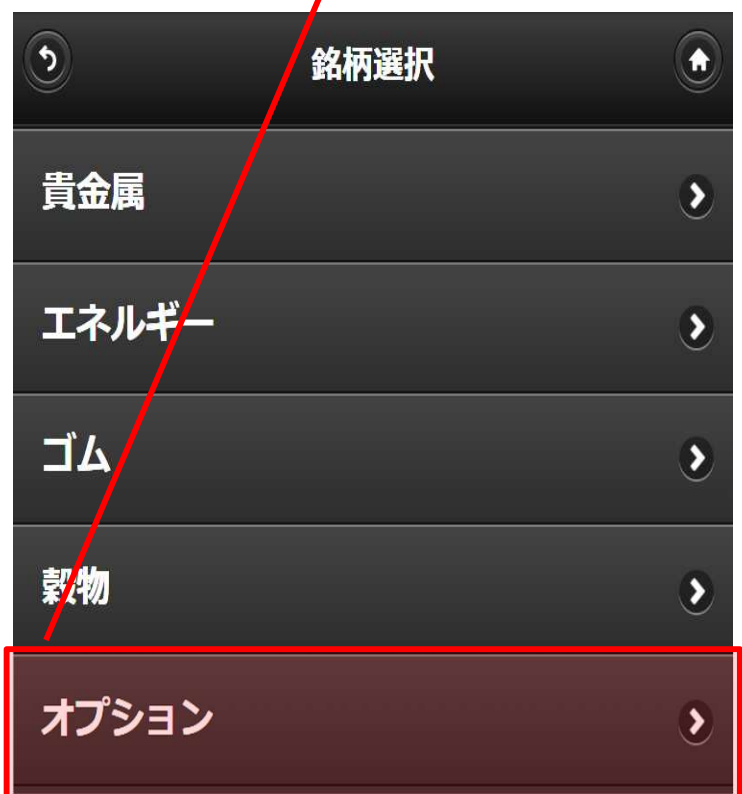 銘柄選択
貴金属
エネルギー
ゴム
穀物
オプション